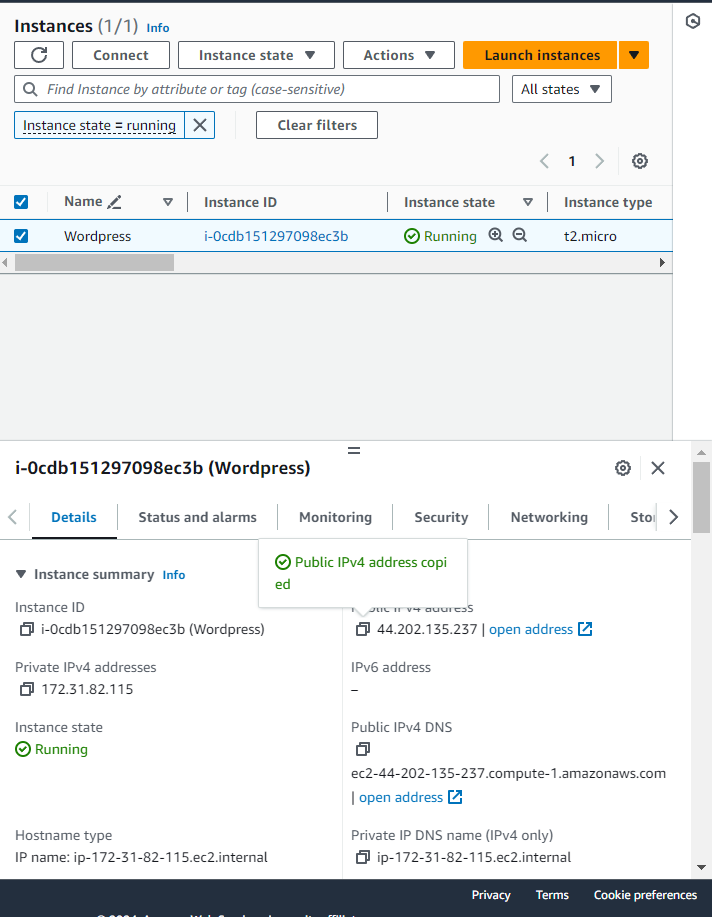 Instances (1/1) Info
Connect
Instance state
Actions
Launch instances
Find Instance by attribute or tag (case-sensitive)
All states
Instance state = running
Clear filters
1
Name
Instance ID
Instance state
Instance type
Wordpress
i-0cdb151297098ec3b
Running
t2.micro
i-0cdb151297098ec3b (Wordpress)
Details
Status and alarms
Monitoring
Security
Networking
Public IPv4 address copi
ed
Instance summary Info
Instance ID
i-0cdb151297098ec3b (Wordpress)
Public IPv4 address
44.202.135.237 | open address
Private IPv4 addresses
172.31.82.115
IPv6 address
–
Instance state
Running
Public IPv4 DNS
ec2-44-202-135-237.compute-1.amazonaws.com
| open address
Hostname type
IP name: ip-172-31-82-115.ec2.internal
Private IP DNS name (IPv4 only)
ip-172-31-82-115.ec2.internal
Privacy
Terms
Cookie preferences